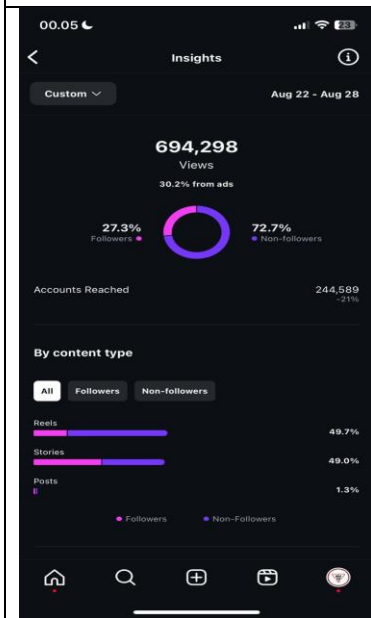 00.05
23
Insights
Custom
Aug 22 - Aug 28
694,298
Views
30.2% from ads
27.3%
Followers
72.7%
Non-followers
Accounts Reached
244,589
-21%
By content type
All
Followers
Non-followers
Reels
49.7%
Stories
49.0%
Posts
1.3%
Followers
Non-Followers